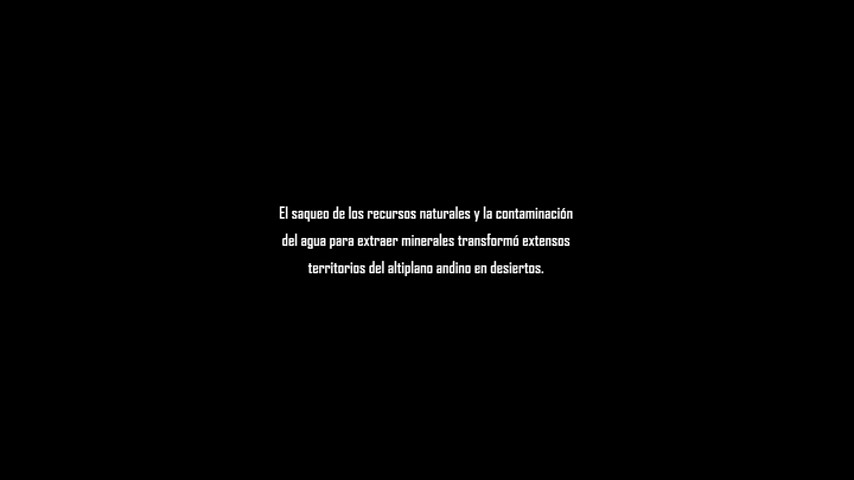 El saqueo de los recursos naturales y la contaminación
del agua para extraer minerales transformó extensos
territorios del altiplano andino en desiertos.